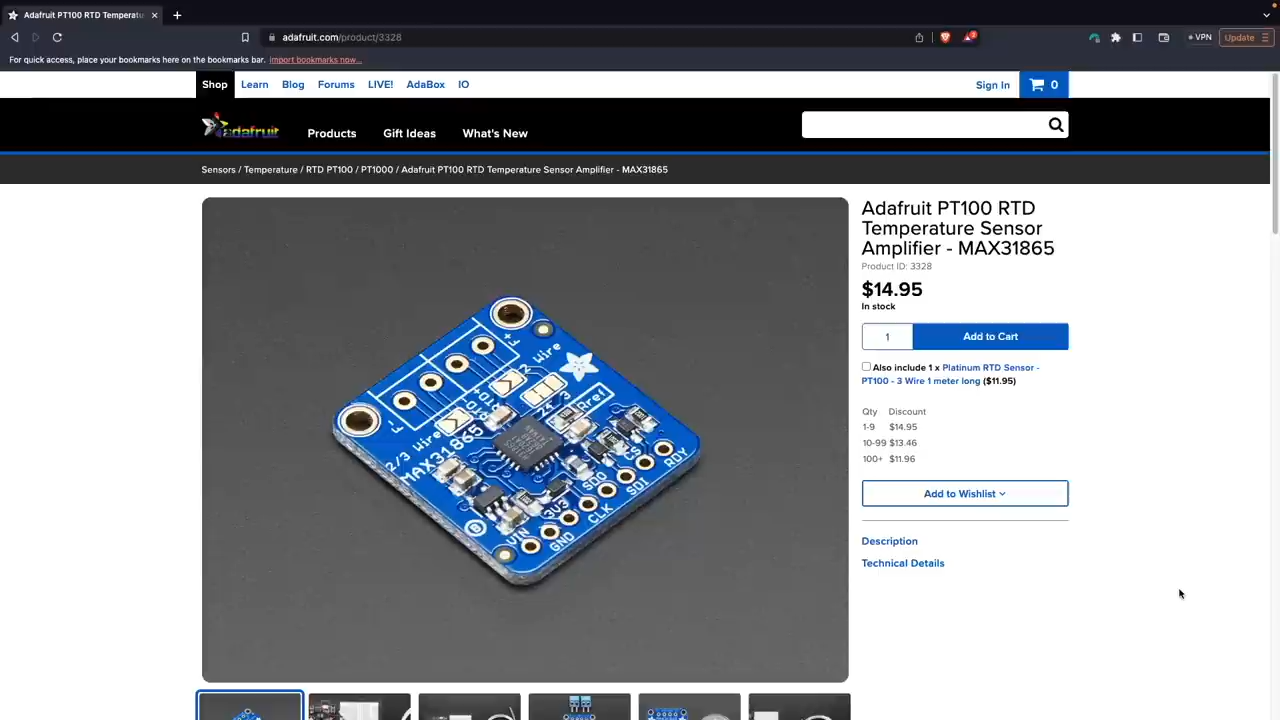 Adafruit PT100 RTD Temperatu
adafruit.com/product/3328
VPN
Update
For quick access, place your bookmarks here on the bookmarks bar. Import bookmarks now...
Shop Learn Blog Forums LIVE! AdaBox IO
Sign In 0
adafruit
Products Gift Ideas What's New
Sensors / Temperature / RTD PT100 / PT1000 / Adafruit PT100 RTD Temperature Sensor Amplifier - MAX31865
Adafruit PT100 RTD
Temperature Sensor
Amplifier - MAX31865
Product ID: 3328
$14.95
In stock
1 Add to Cart
Also include 1 x Platinum RTD Sensor -
PT100 - 3 Wire 1 meter long ($11.95)
Qty Discount
1-9 $14.95
10-99 $13.46
100+ $11.96
Add to Wishlist
Description
Technical Details
F+
2 Wire
24 3
Rref
2/3 Wire
MAX31865
F-
VIN
GND
3V3
CLK
SDO
SDI
CS
RDY
B